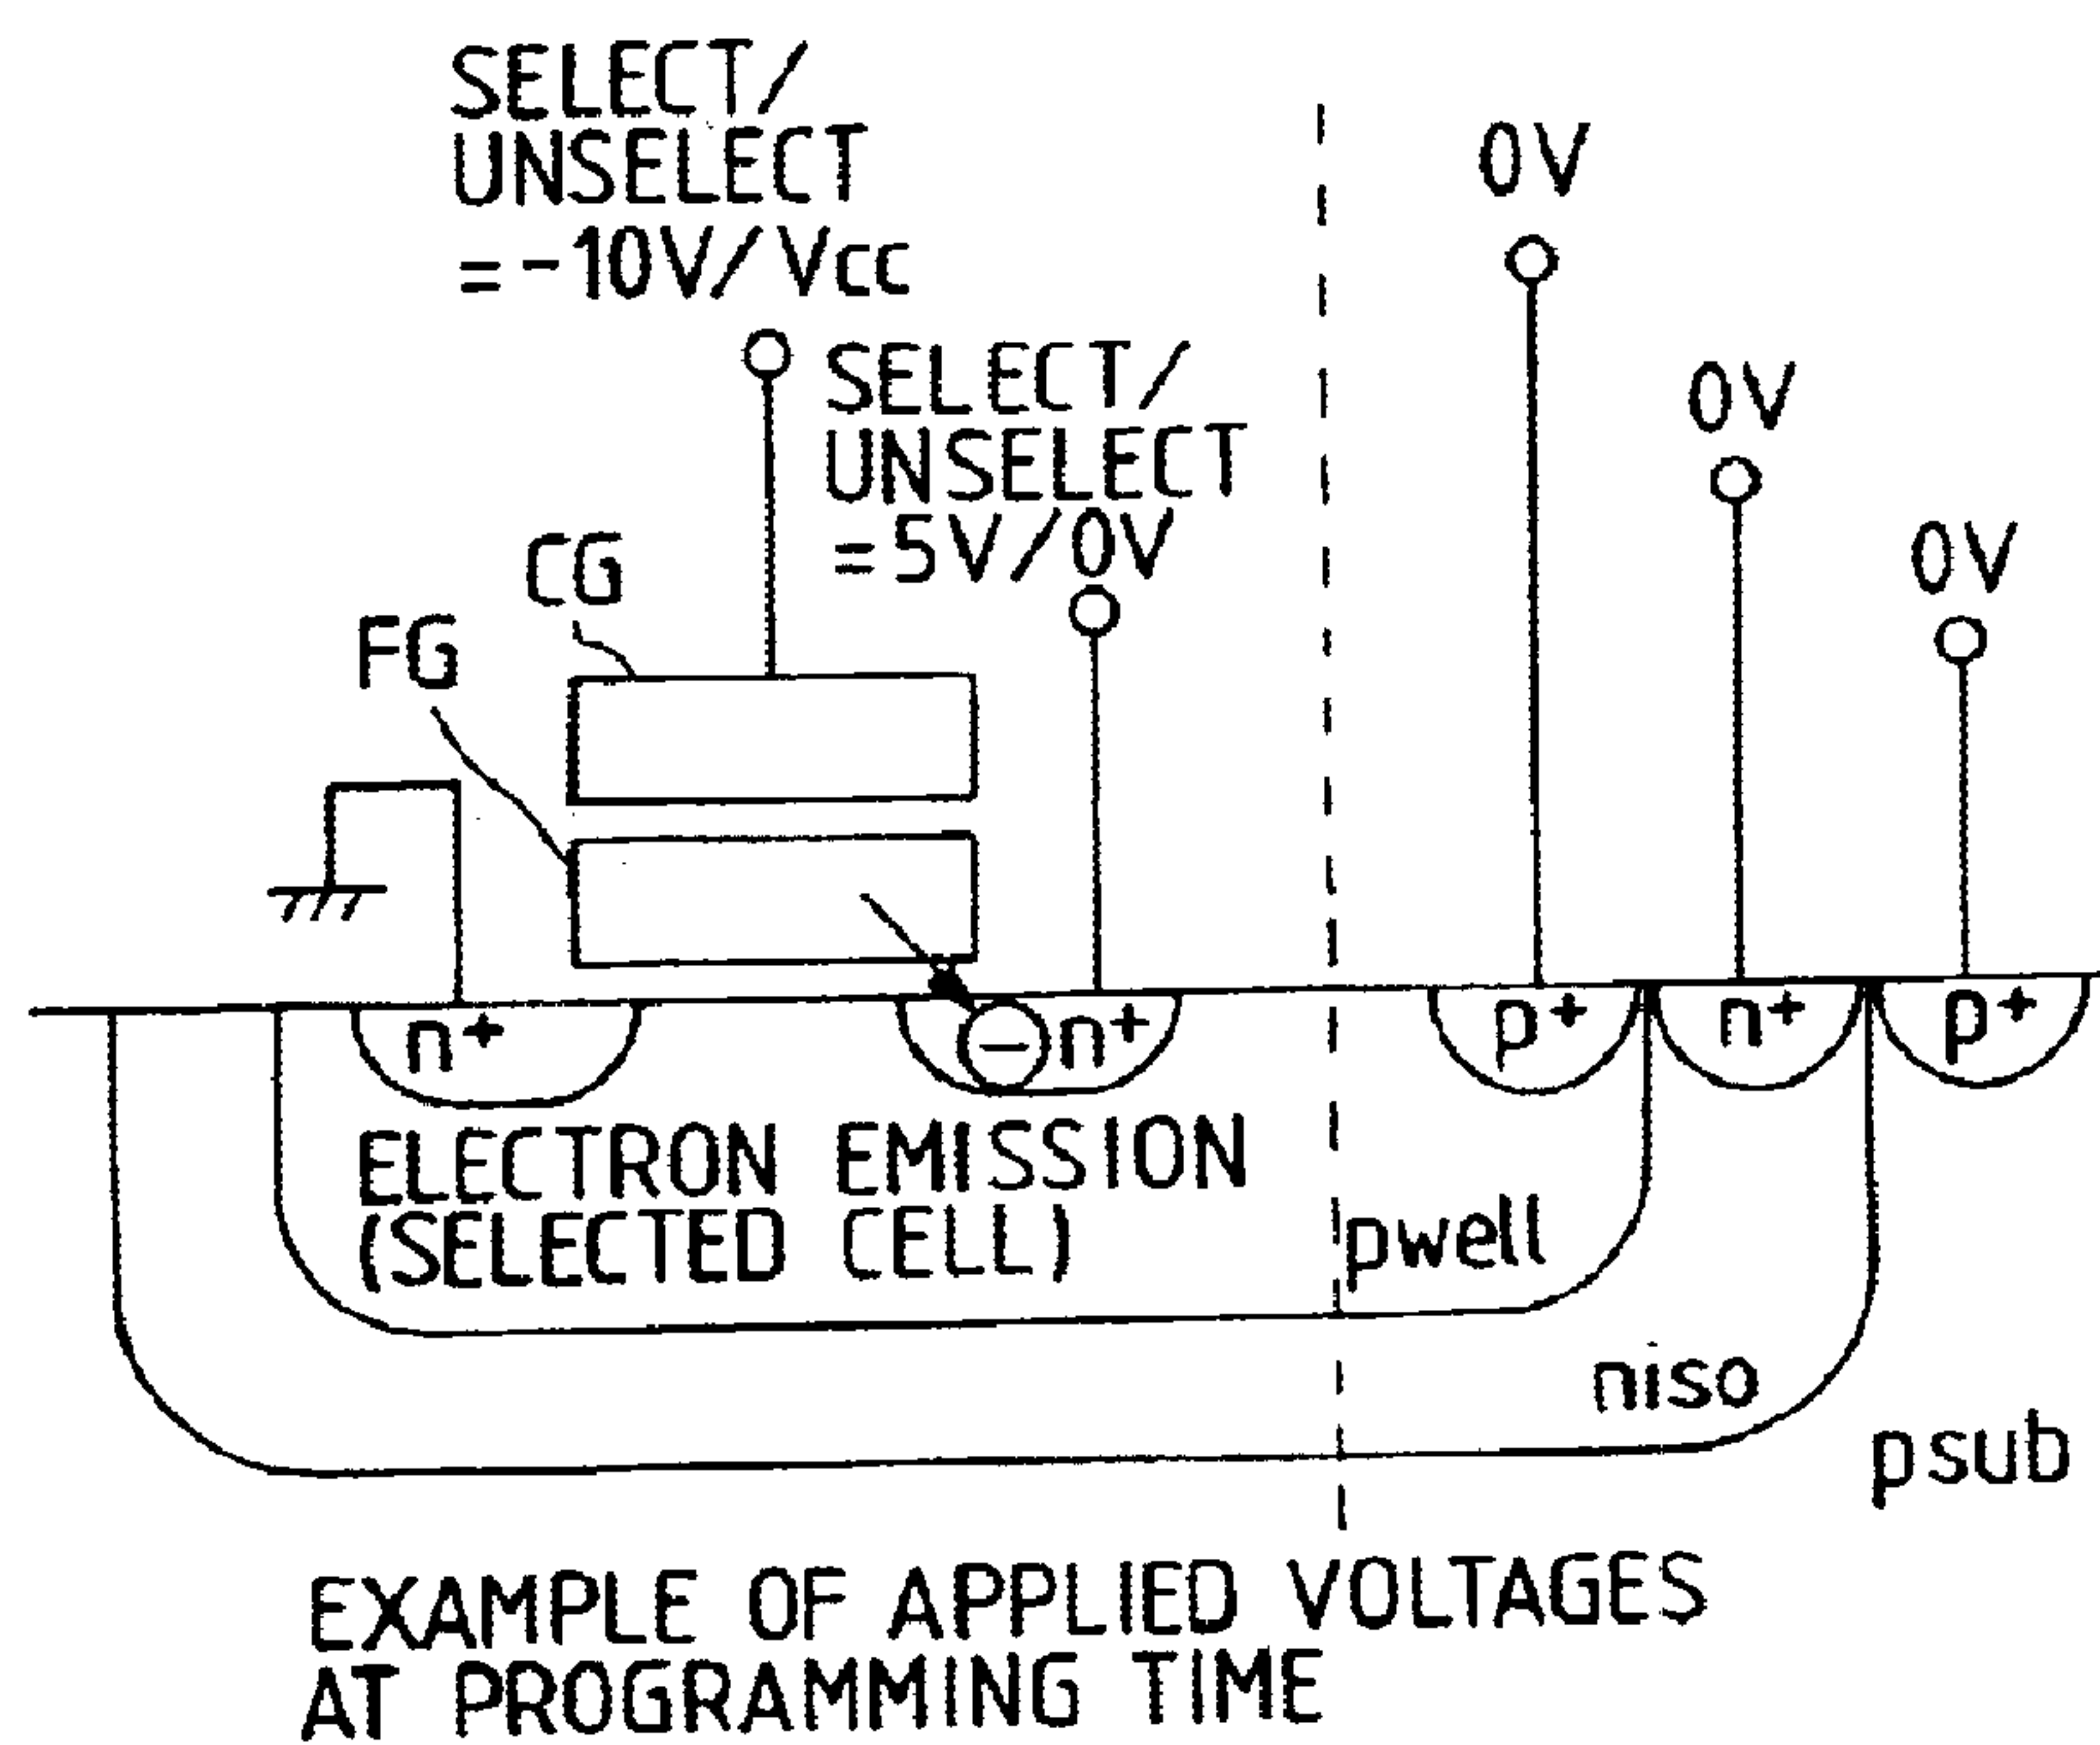 SELECT/
UNSELECT
=-10V/Vcc
0V
SELECT/
UNSELECT
=5V/0V
0V
0V
CG
FG
n+
− n+
p+
n+
p+
ELECTRON EMISSION
(SELECTED CELL)
pwell
niso
psub
EXAMPLE OF APPLIED VOLTAGES
AT PROGRAMMING TIME